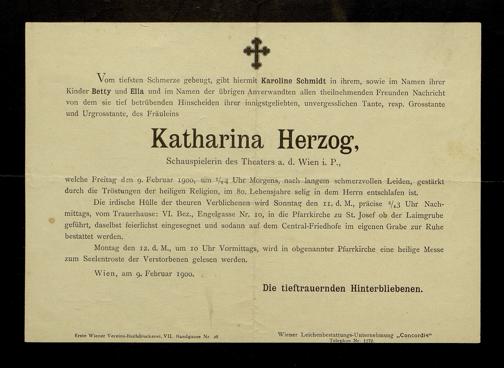 Vom tiefsten Schmerze gebeugt, gibt hiermit Karoline Schmidt in ihrem, sowie im Namen ihrer
Kinder Betty und Ella und im Namen der übrigen Anverwandten allen theilnehmenden Freunden Nachricht
von dem sie tief betrübenden Hinscheiden ihrer innigstgeliebten, unvergesslichen Tante, resp. Grosstante
und Urgrosstante, des Fräuleins
Katharina Herzog,
Schauspielerin des Theaters a. d. Wien i. P.,
welche Freitag den 9. Februar 1900, um 1/4 Uhr Morgens, nach langem schmerzvollen Leiden, gestärkt
durch die Tröstungen der heiligen Religion, im 80. Lebensjahre selig in dem Herrn entschlafen ist.
Die irdische Hülle der theuren Verblichenen wird Sonntag den 11. d. M., präcise /43 Uhr Nach-
mittags, vom Trauerhause: VI. Bez., Engelgasse Nr. 10, in die Pfarrkirche zu St. Josef ob der Laimgrube
geführt, daselbst feierlichst eingesegnet und sodann auf dem Central-Friedhofe im eigenen Grabe zur Ruhe
bestattet werden.
Montag den 12. d. M., um 10 Uhr Vormittags, wird in obgenannter Pfarrkirche eine heilige Messe
zum Seelentroste der Verstorbenen gelesen werden.
Wien, am 9. Februar 1900.
Die tieftrauernden Hinterbliebenen.
Erste Wiener Vereins-Buchdruckerei, VII. Bandgasse Nr. 28
Wiener Leichenbestattungs-Unternehmung „Concordia"
Telephon Nr.